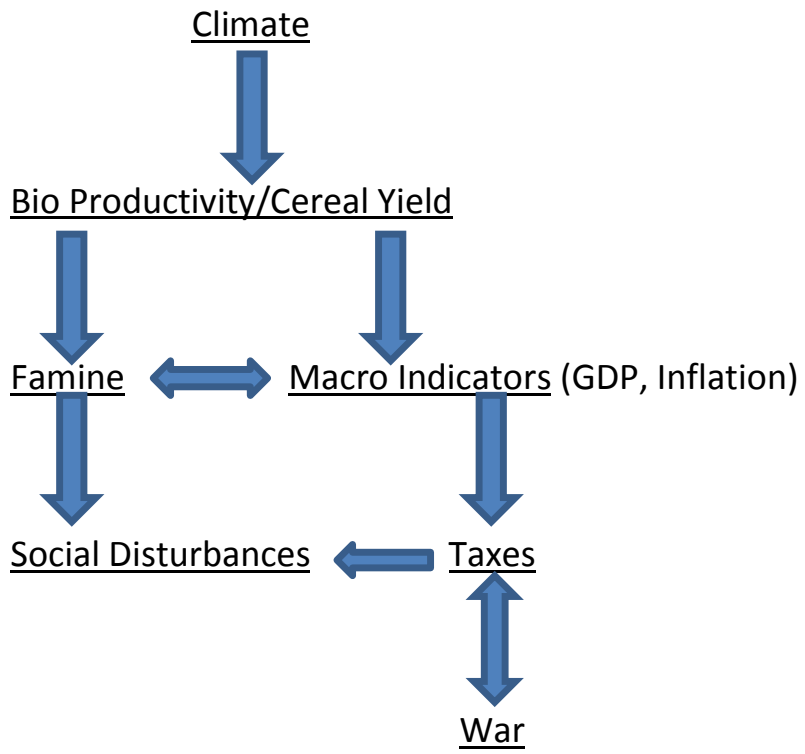 Climate
Bio Productivity/Cereal Yield
Famine
Macro Indicators (GDP, Inflation)
Social Disturbances
Taxes
War